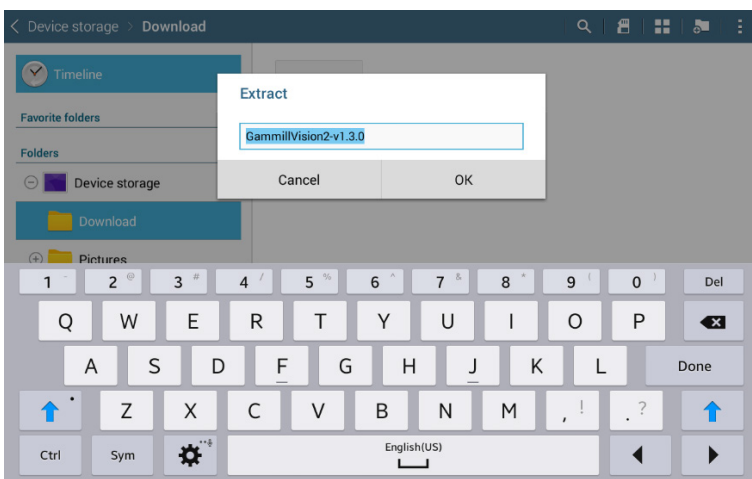 Device storage > Download
Timeline
Extract
Favorite folders
GammillVision2-v1.3.0
Folders
Cancel OK
Device storage
Download
Pictures
1 - 2 @ 3 # 4 / 5 % 6 ^ 7 & 8 * 9 ( 0 ) Del
Q W E R T Y U I O P
A S D F G H J K L Done
Z X C V B N M , ! . ?
Ctrl Sym English(US)